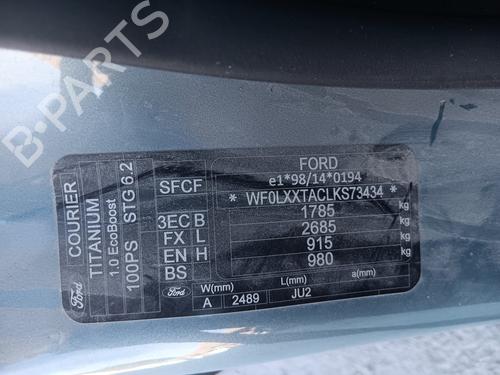 B-PARTS
FORD
e1*98/14*0194
* WF0LXXTACLKS73434 *
1785 kg
2685 kg
915 kg
980 kg
SFCF
3EC B
FX L
EN H
BS
Ford
W(mm) L(mm) a(mm)
A 2489 JU2
COURIER
TITANIUM
1.0 EcoBoost
100PS STG 6.2
Ford